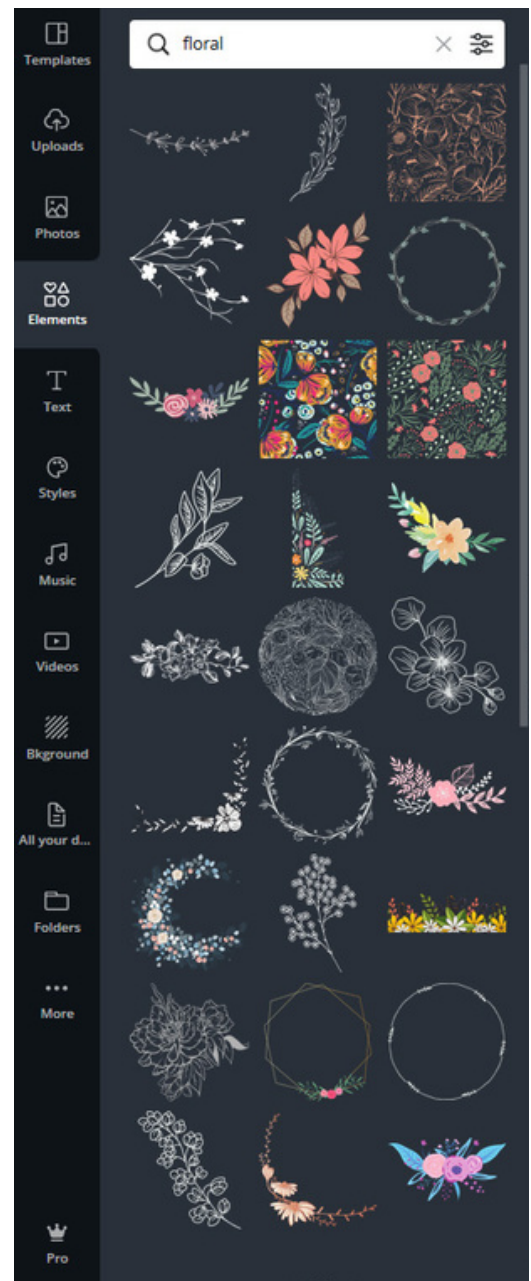 floral
Templates
Uploads
Photos
Elements
Text
Styles
Music
Videos
Bkground
All your d...
Folders
More
Pro